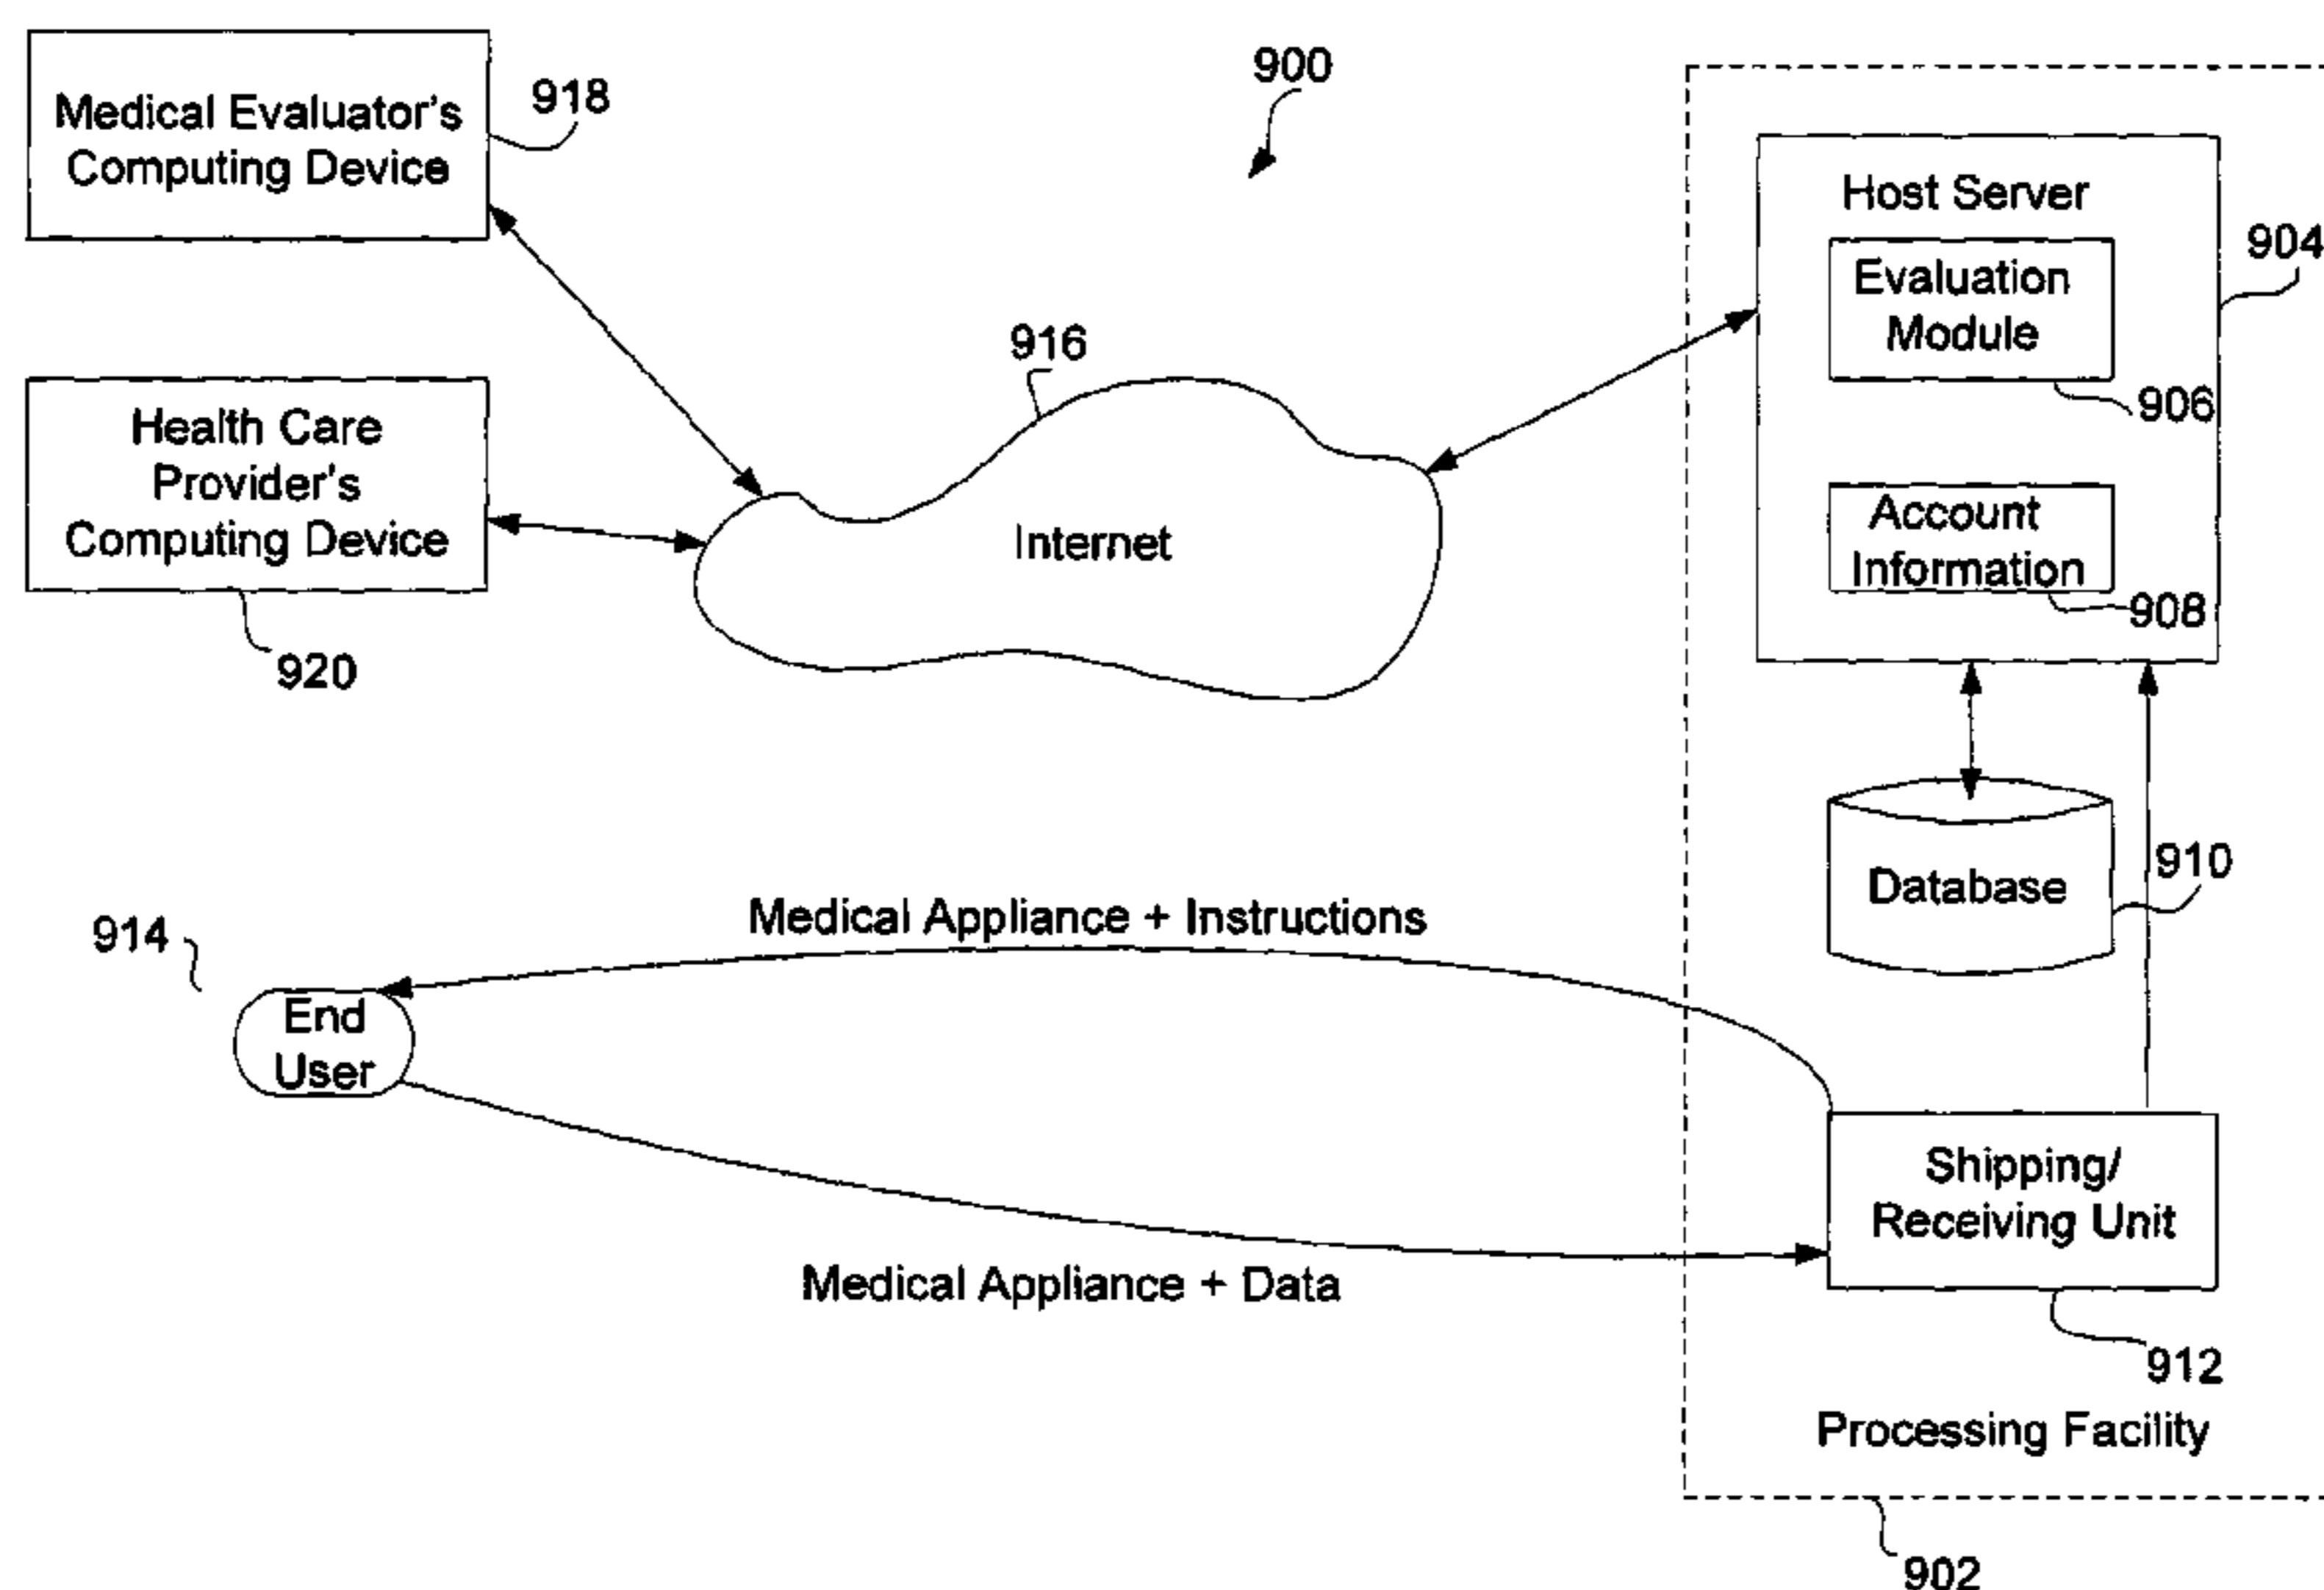 900
Medical Evaluator's
Computing Device
918
Host Server
904
Evaluation
Module
906
916
Health Care
Provider's
Computing Device
920
Internet
Account
Information
908
Database
910
Medical Appliance + Instructions
914
End
User
Medical Appliance + Data
Shipping/
Receiving Unit
912
Processing Facility
902